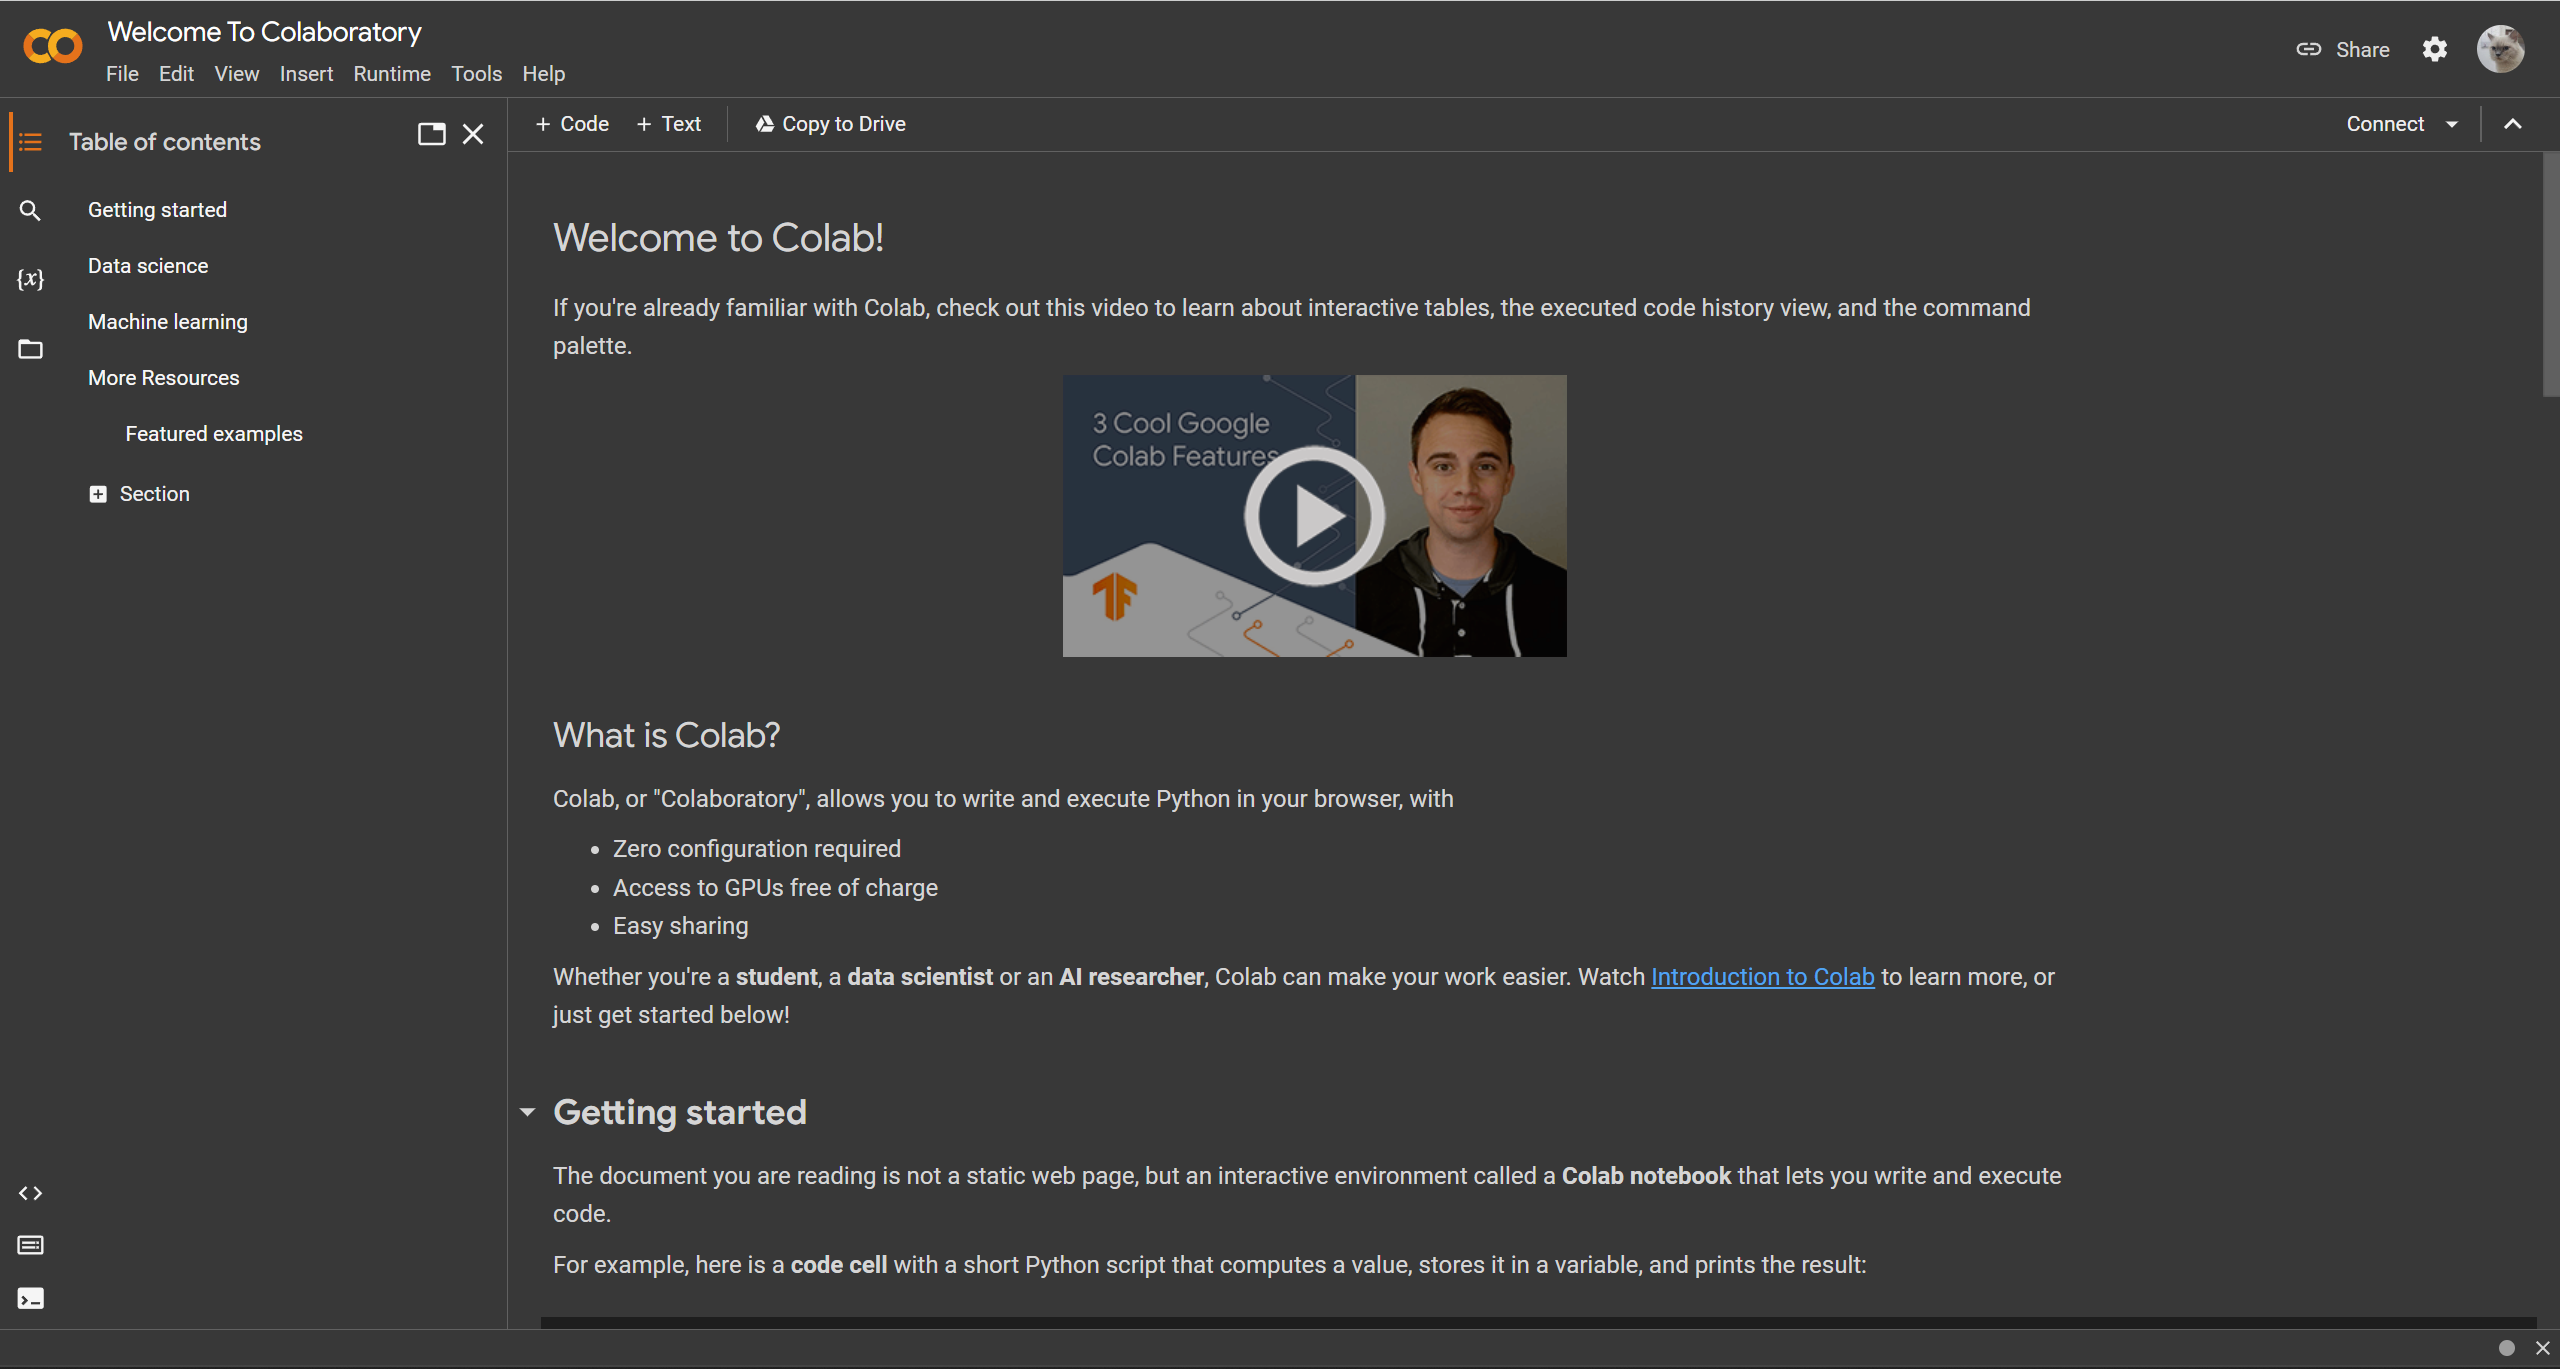 Welcome To Colaboratory
File Edit View Insert Runtime Tools Help
Share
Table of contents
Getting started
Data science
Machine learning
More Resources
Featured examples
Section
{x}
+ Code + Text Copy to Drive
Connect
Welcome to Colab!
If you're already familiar with Colab, check out this video to learn about interactive tables, the executed code history view, and the command
palette.
3 Cool Google
Colab Features
What is Colab?
Colab, or "Colaboratory", allows you to write and execute Python in your browser, with
• Zero configuration required
• Access to GPUs free of charge
• Easy sharing
Whether you're a student, a data scientist or an AI researcher, Colab can make your work easier. Watch Introduction to Colab to learn more, or
just get started below!
Getting started
The document you are reading is not a static web page, but an interactive environment called a Colab notebook that lets you write and execute
code.
For example, here is a code cell with a short Python script that computes a value, stores it in a variable, and prints the result: